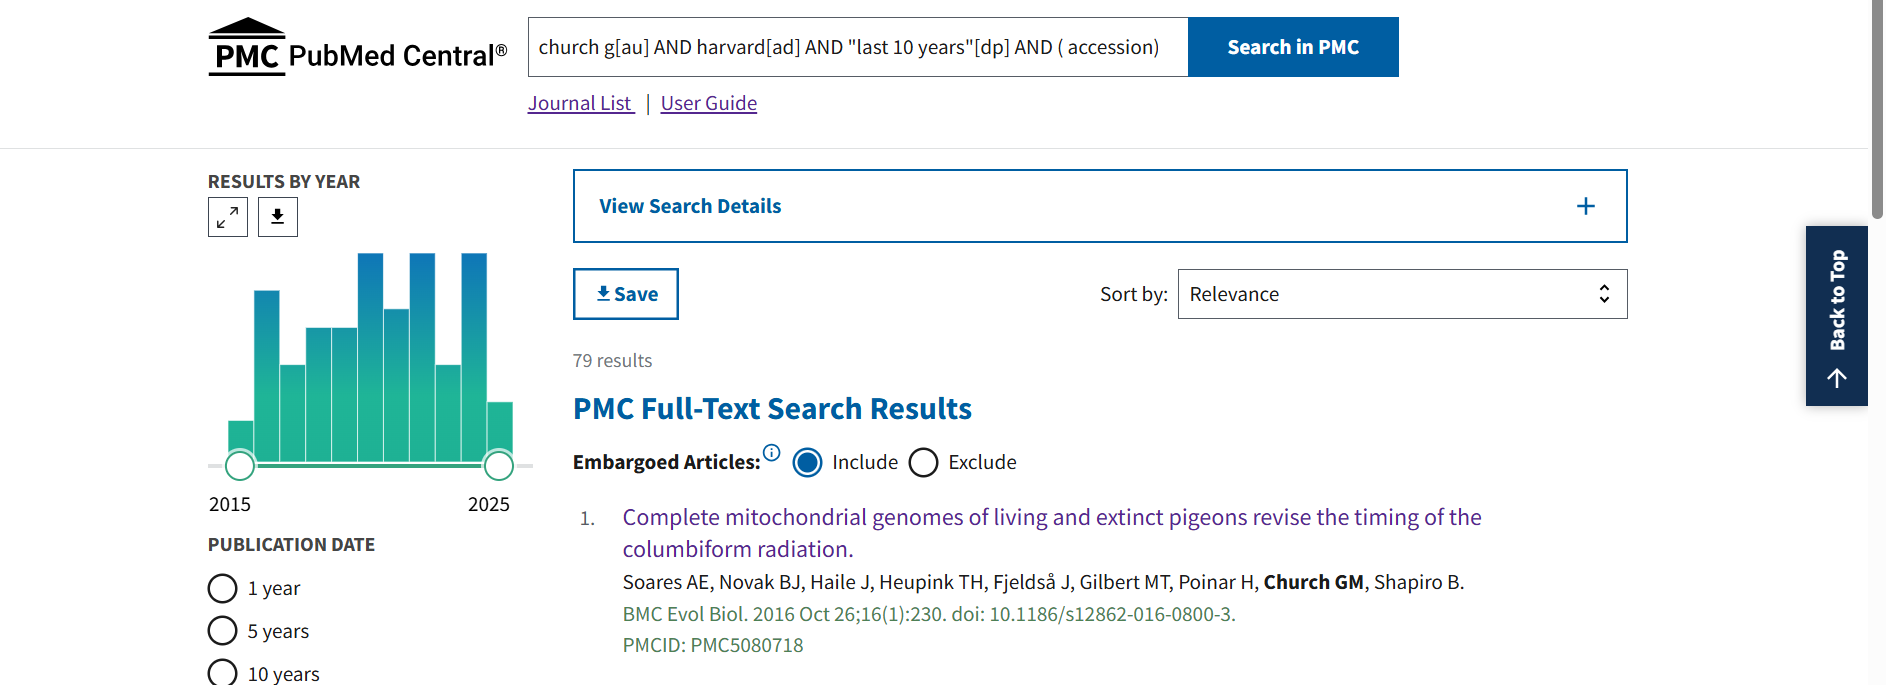 PMC PubMed Central®
church g[au] AND harvard[ad] AND "last 10 years"[dp] AND ( accession)
Search in PMC
Journal List | User Guide
RESULTS BY YEAR
2015 2025
PUBLICATION DATE
1 year
5 years
10 years
View Search Details +
Save
Sort by: Relevance
79 results
PMC Full-Text Search Results
Embargoed Articles: Include Exclude
1. Complete mitochondrial genomes of living and extinct pigeons revise the timing of the
columbiform radiation.
Soares AE, Novak BJ, Haile J, Heupink TH, Fjeldså J, Gilbert MT, Poinar H, Church GM, Shapiro B.
BMC Evol Biol. 2016 Oct 26;16(1):230. doi: 10.1186/s12862-016-0800-3.
PMCID: PMC5080718
Back to Top